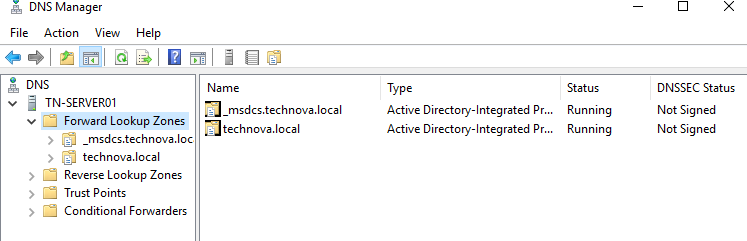 DNS Manager
File Action View Help
DNS
TN-SERVER01
Forward Lookup Zones
_msdcs.technova.loc
technova.local
Reverse Lookup Zones
Trust Points
Conditional Forwarders
Name Type Status DNSSEC Status
_msdcs.technova.local Active Directory-Integrated Pr... Running Not Signed
technova.local Active Directory-Integrated Pr... Running Not Signed